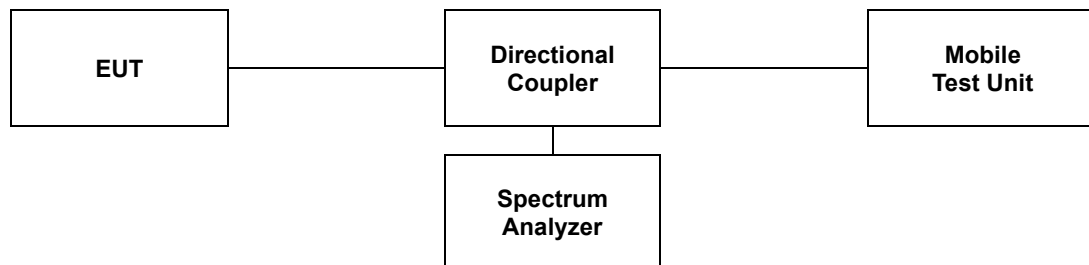 EUT
Directional
Coupler
Mobile
Test Unit
Spectrum
Analyzer